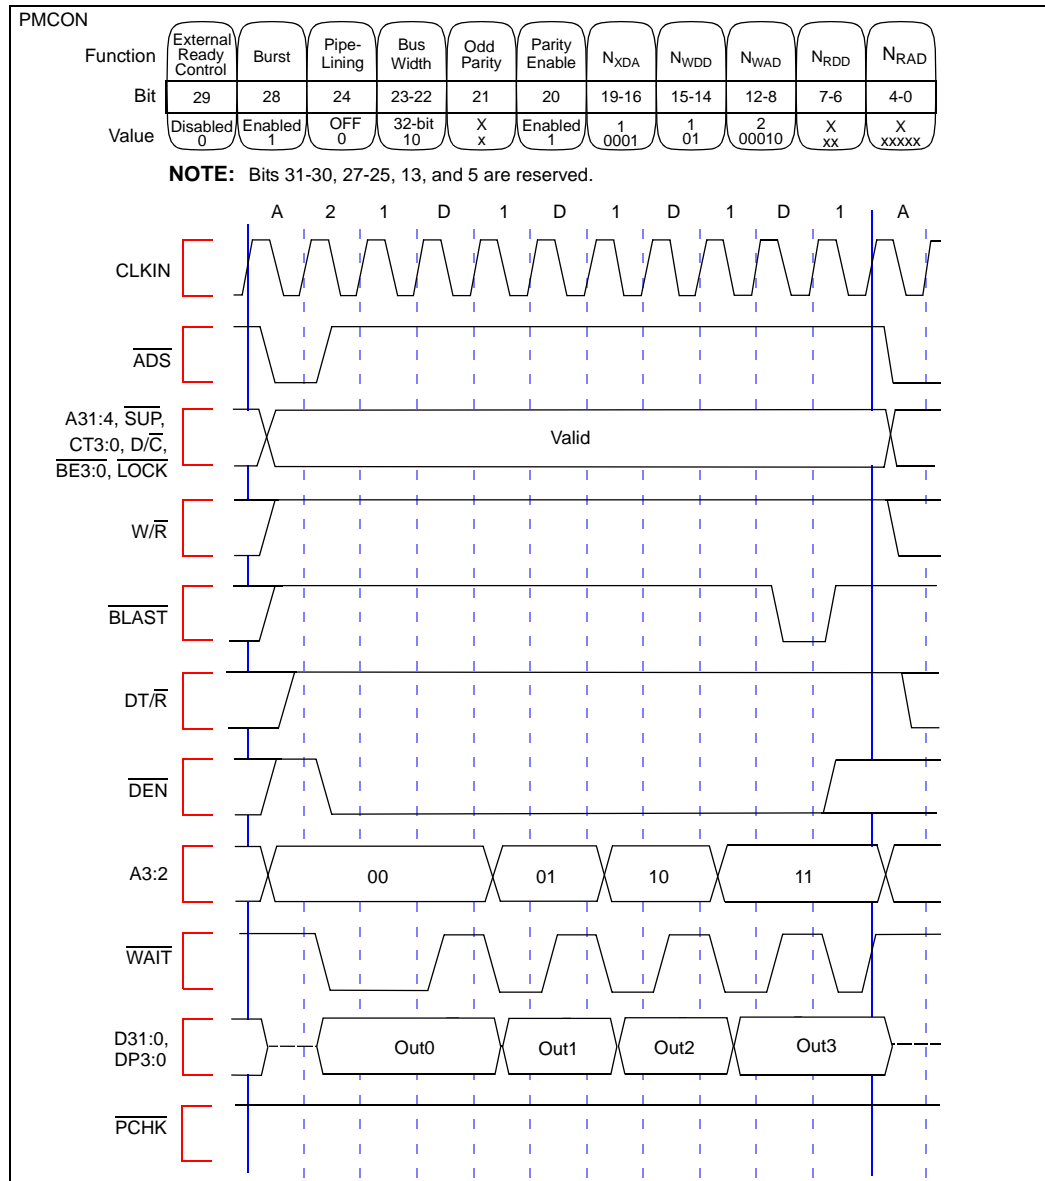 PMCON
Function External Ready Control Burst Pipe-Lining Bus Width Odd Parity Parity Enable NXDA NWDD NWAD NRDD NRAD
Bit 29 28 24 23-22 21 20 19-16 15-14 12-8 7-6 4-0
Value Disabled 0 Enabled 1 OFF 0 32-bit 10 X x Enabled 1 1 0001 1 01 2 00010 X xx X xxxxx
NOTE: Bits 31-30, 27-25, 13, and 5 are reserved.
A 2 1 D 1 D 1 D 1 D 1 A
CLKIN
ADS
A31:4, SUP,
CT3:0, D/C,
BE3:0, LOCK
Valid
W/R
BLAST
DT/R
DEN
A3:2 00 01 10 11
WAIT
D31:0,
DP3:0
Out0 Out1 Out2 Out3
PCHK